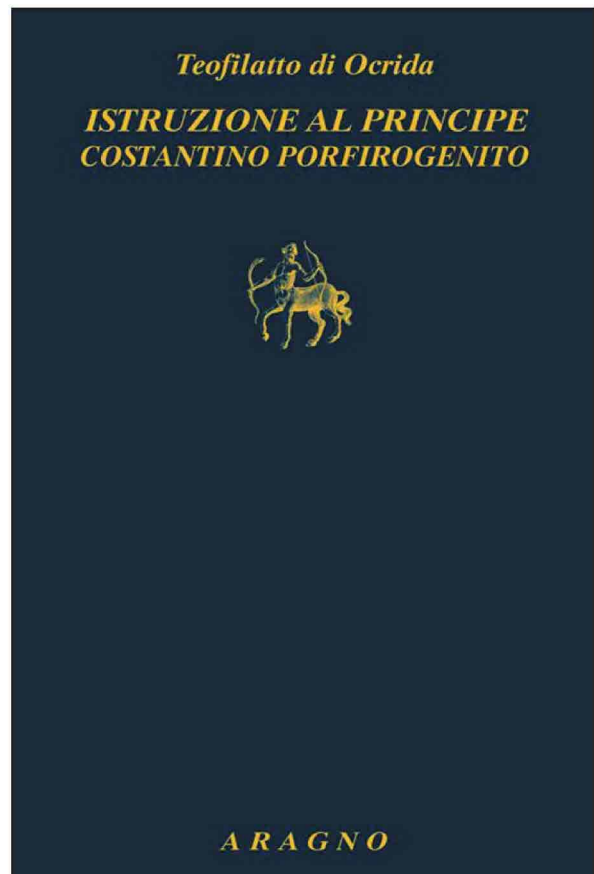 Teofilatto di Ocrida
ISTRUZIONE AL PRINCIPE
COSTANTINO PORFIROGENITO
ARAGNO